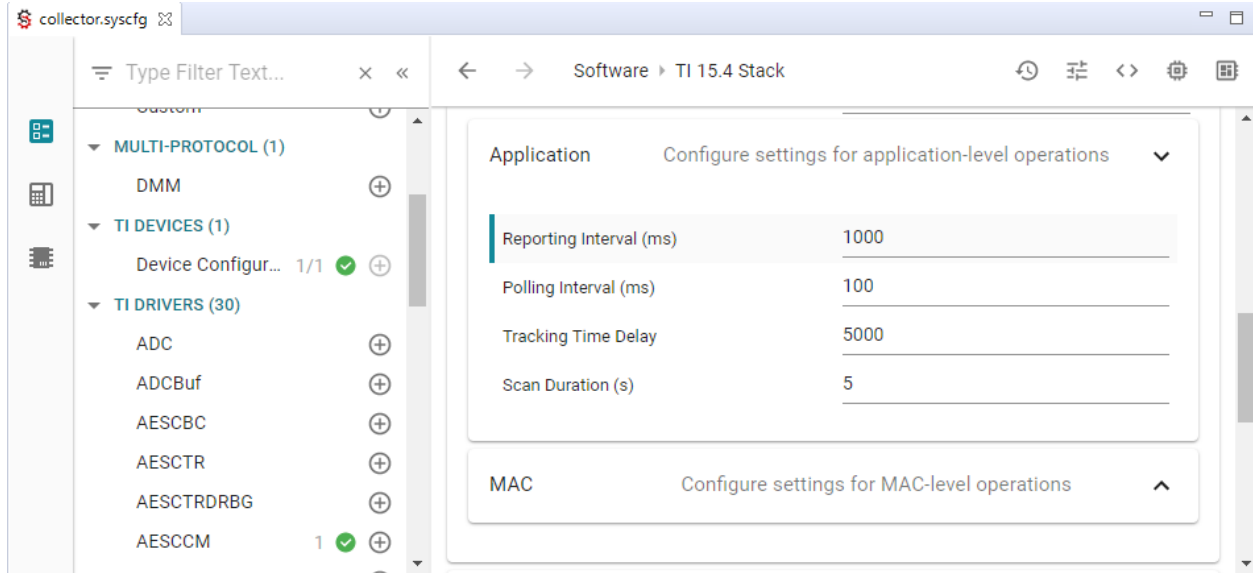 collector.syscfg
Type Filter Text...
Software TI 15.4 Stack
Custom
MULTI-PROTOCOL (1)
DMM
TI DEVICES (1)
Device Configur... 1/1
TI DRIVERS (30)
ADC
ADCBuf
AESCBC
AESCTR
AESCTRDRBG
AESCCM 1
Application Configure settings for application-level operations
Reporting Interval (ms) 1000
Polling Interval (ms) 100
Tracking Time Delay 5000
Scan Duration (s) 5
MAC Configure settings for MAC-level operations